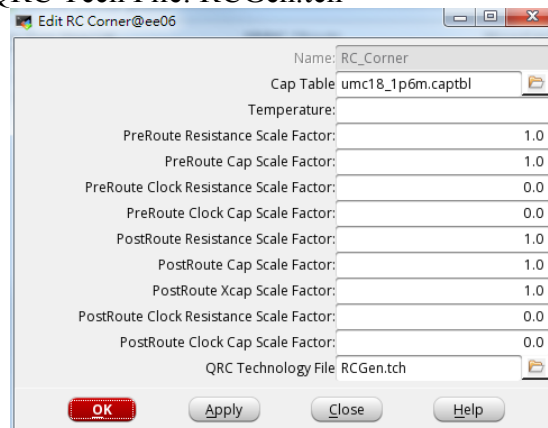 QRC Tech File: RCGen.tch
Edit RC Corner@ee06
Name: RC_Corner
Cap Table umc18_1p6m.captbl
Temperature:
PreRoute Resistance Scale Factor: 1.0
PreRoute Cap Scale Factor: 1.0
PreRoute Clock Resistance Scale Factor: 0.0
PreRoute Clock Cap Scale Factor: 0.0
PostRoute Resistance Scale Factor: 1.0
PostRoute Cap Scale Factor: 1.0
PostRoute Xcap Scale Factor: 1.0
PostRoute Clock Resistance Scale Factor: 0.0
PostRoute Clock Cap Scale Factor: 0.0
QRC Technology File RCGen.tch
OK Apply Close Help